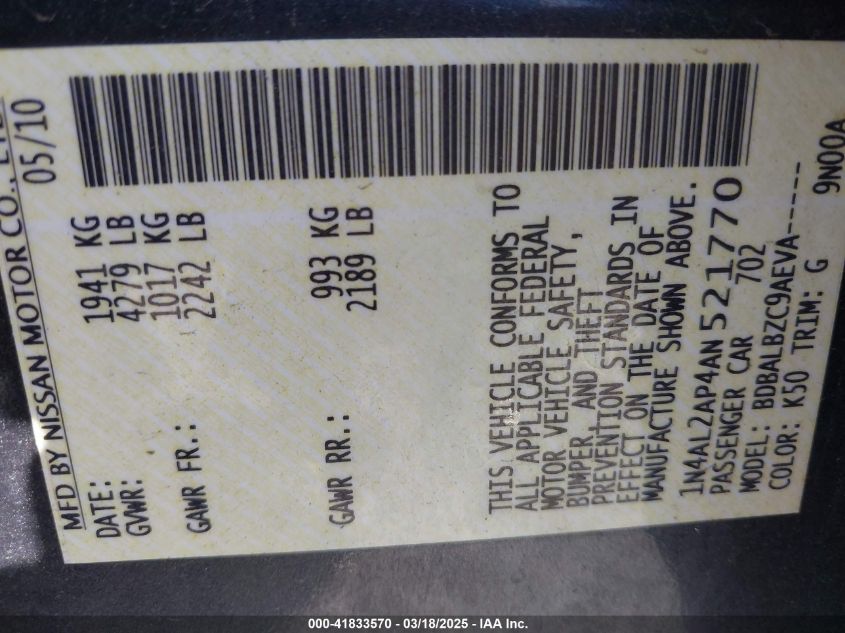 MFD BY NISSAN MOTOR CO.,
DATE: 05/10
GVWR: 1941 KG
4279 LB
1017 KG
GAWR FR.: 2242 LB
GAWR RR.: 993 KG
2189 LB
THIS VEHICLE CONFORMS TO
ALL APPLICABLE FEDERAL
MOTOR VEHICLE SAFETY,
BUMPER AND THEFT
PREVENTION STANDARDS IN
EFFECT ON THE DATE OF
MANUFACTURE SHOWN ABOVE.
1N4AL2AP4AN521770
PASSENGER CAR 702
MODEL: BDBALBZC9AEVA-----
COLOR: K50 TRIM: G 9N00A
000-41833570 - 03/18/2025 - IAA Inc.